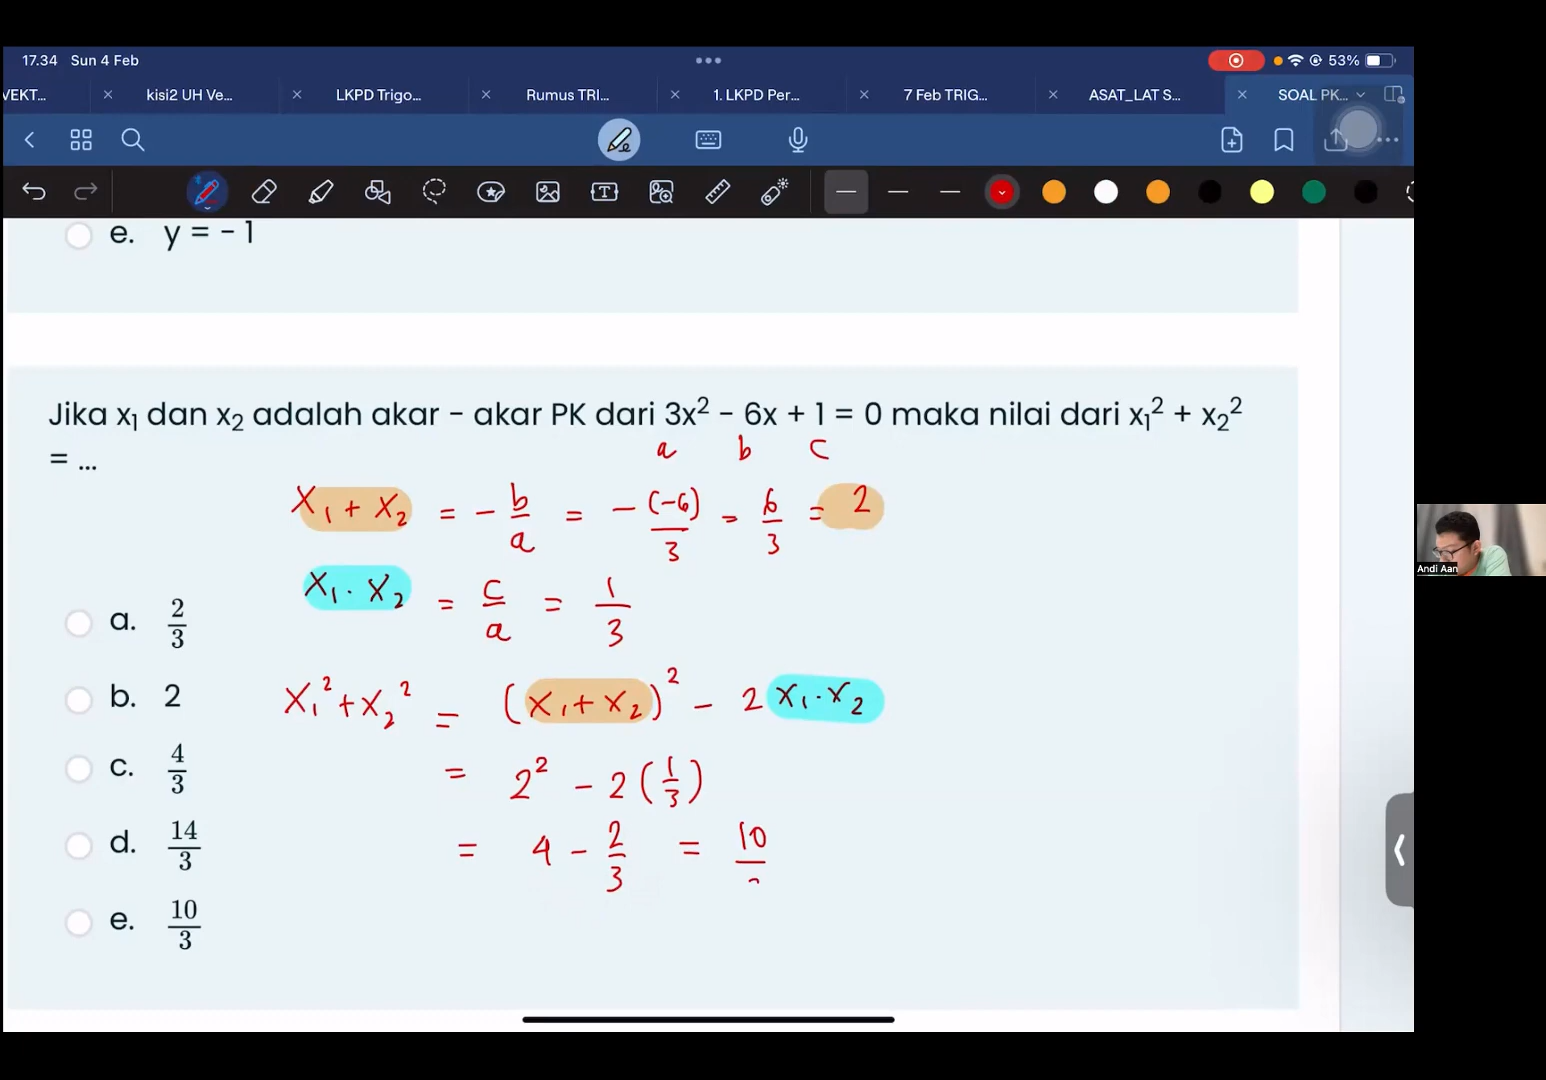 17.34 Sun 4 Feb
53%
VEKT... kisi2 UH Ve... LKPD Trigo... Rumus TRI... 1. LKPD Per... 7 Feb TRIG... ASAT_LAT S... SOAL PK...
e. y = - 1
Jika x₁ dan x₂ adalah akar - akar PK dari 3x² - 6x + 1 = 0 maka nilai dari x₁² + x₂²
= ...
a b c
x₁ + x₂ = - b/a = - (-6)/3 = 6/3 = 2
x₁ . x₂ = c/a = 1/3
a. 2/3
x₁² + x₂² = (x₁ + x₂)² - 2 x₁ . x₂
b. 2
= 2² - 2 (1/3)
c. 4/3
= 4 - 2/3 = 10/
d. 14/3
e. 10/3
Andi Aan